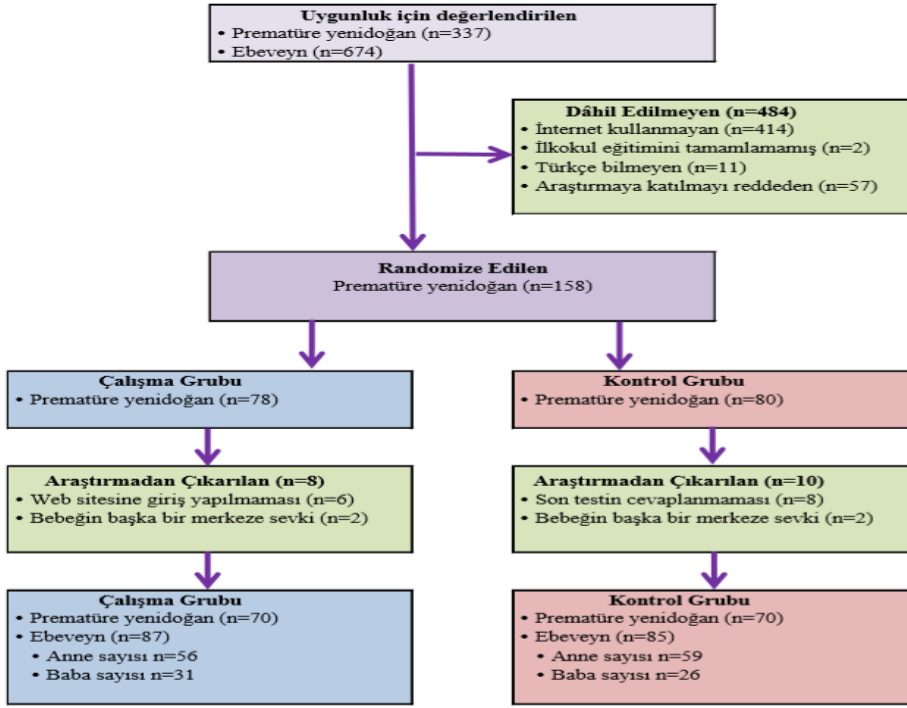 Uygunluk için değerlendirilen
• Prematüre yenidoğan (n=337)
• Ebeveyn (n=674)
Dâhil Edilmeyen (n=484)
• İnternet kullanmayan (n=414)
• İlkokul eğitimini tamamlamamış (n=2)
• Türkçe bilmeyen (n=11)
• Araştırmaya katılmayı reddeden (n=57)
Randomize Edilen
Prematüre yenidoğan (n=158)
Çalışma Grubu
• Prematüre yenidoğan (n=78)
Kontrol Grubu
• Prematüre yenidoğan (n=80)
Araştırmadan Çıkarılan (n=8)
• Web sitesine giriş yapılmaması (n=6)
• Bebeğin başka bir merkeze sevki (n=2)
Araştırmadan Çıkarılan (n=10)
• Son testin cevaplanmaması (n=8)
• Bebeğin başka bir merkeze sevki (n=2)
Çalışma Grubu
• Prematüre yenidoğan (n=70)
• Ebeveyn (n=87)
• Anne sayısı n=56
• Baba sayısı n=31
Kontrol Grubu
• Prematüre yenidoğan (n=70)
• Ebeveyn (n=85)
• Anne sayısı n=59
• Baba sayısı n=26